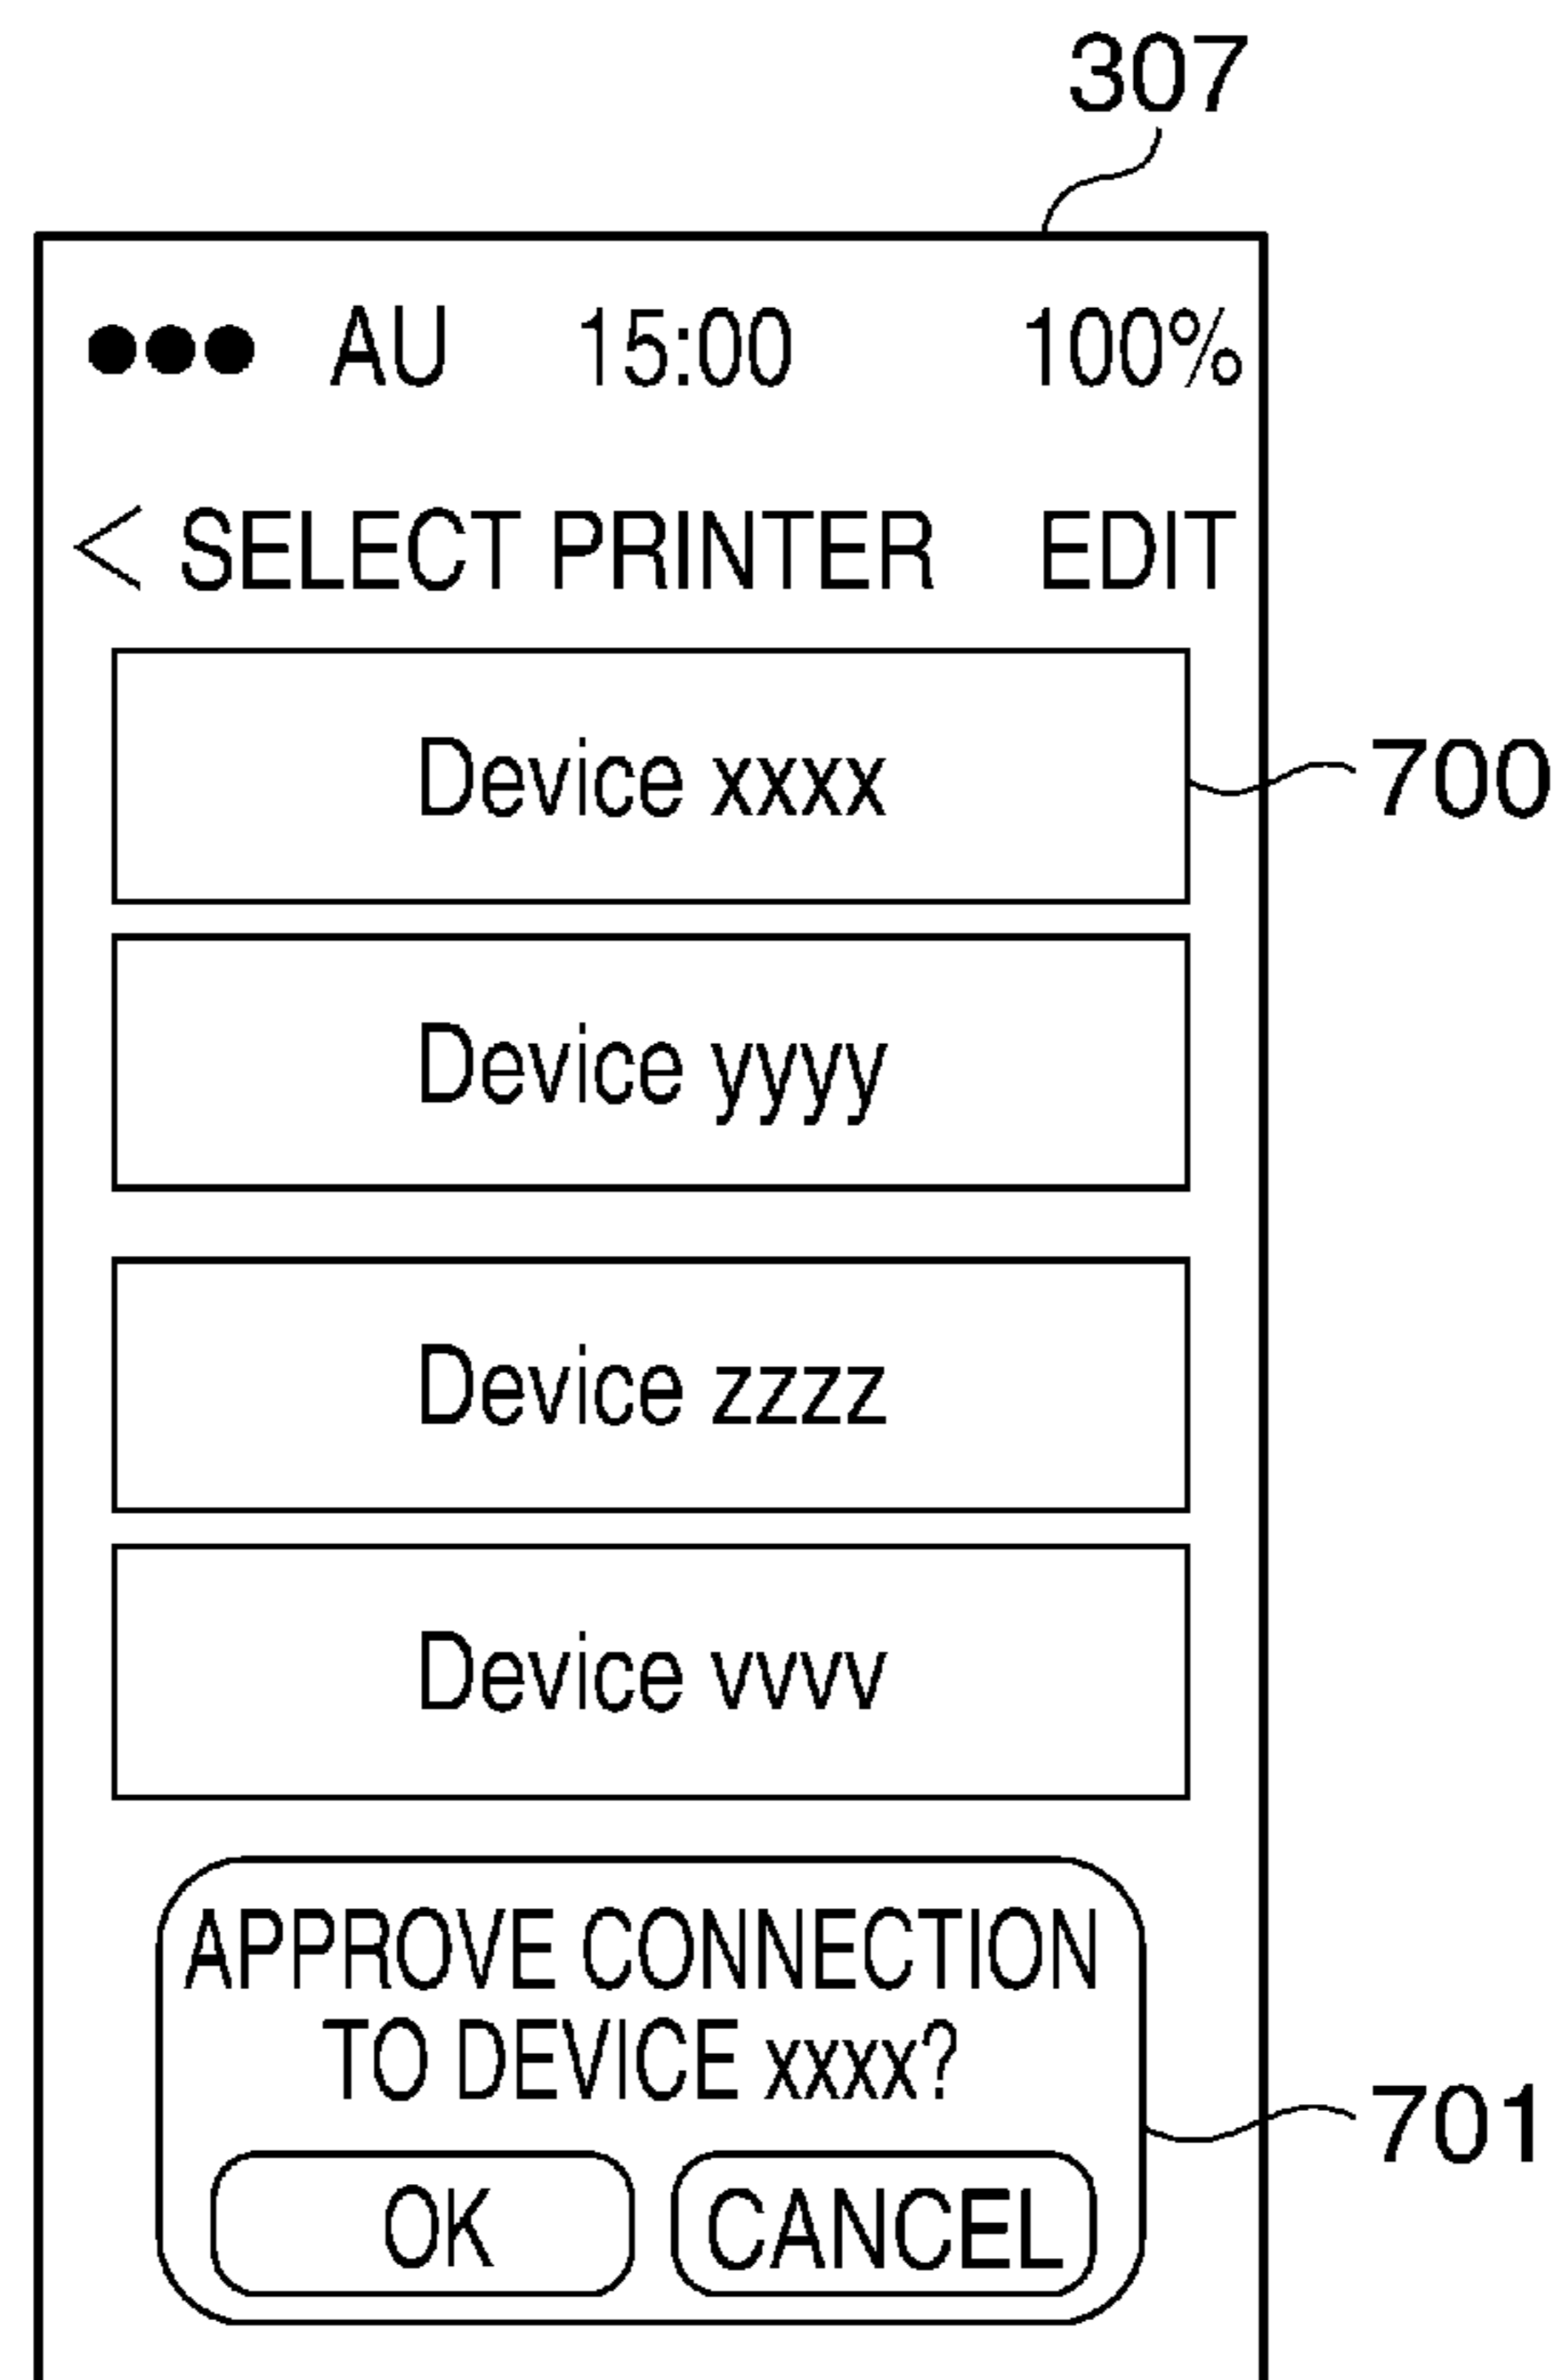 307
●●● AU 15:00 100%
< SELECT PRINTER EDIT
Device xxxx
700
Device yyyy
Device zzzz
Device vvvv
APPROVE CONNECTION
TO DEVICE xxxx?
701
OK CANCEL